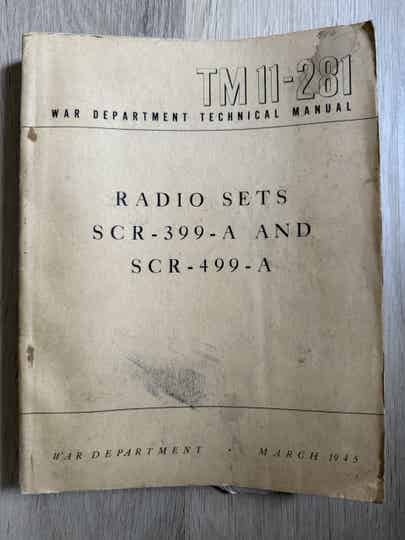 TM 11-281
WAR DEPARTMENT TECHNICAL MANUAL
RADIO SETS
SCR-399-A AND
SCR-499-A
WAR DEPARTMENT · MARCH 1945